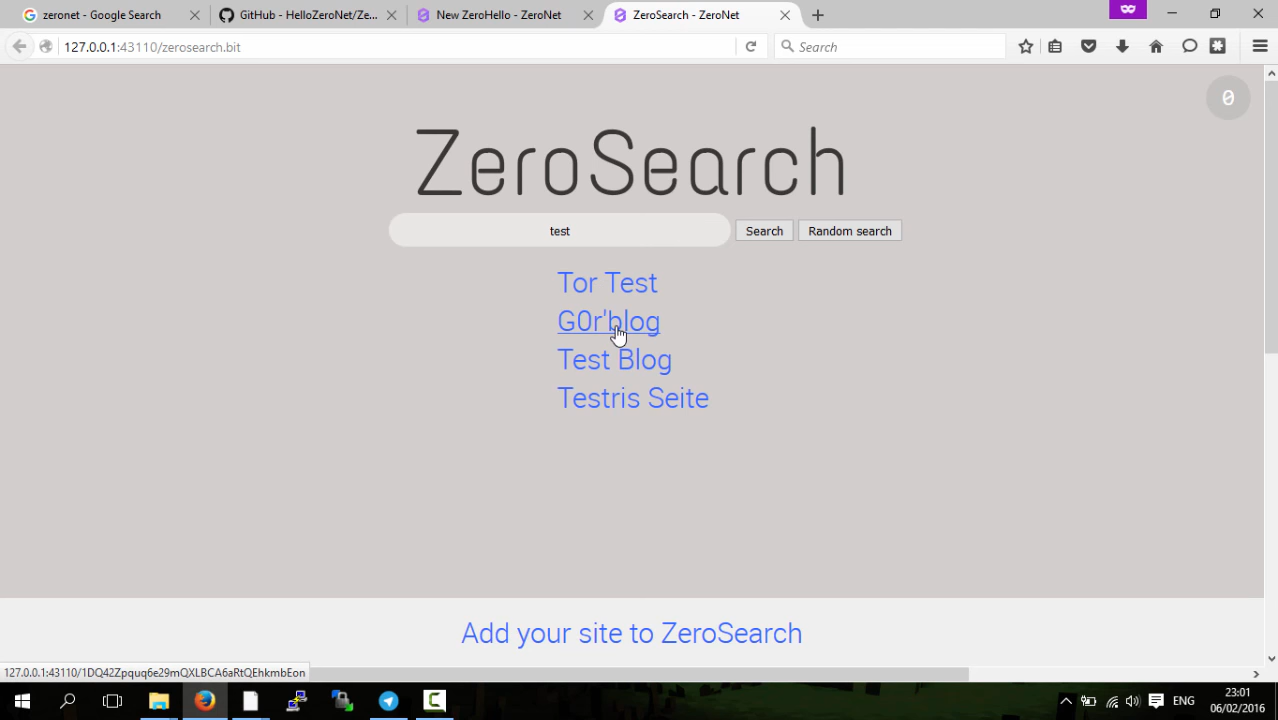 zeronet - Google Search
GitHub - HelloZeroNet/Ze...
New ZeroHello - ZeroNet
ZeroSearch - ZeroNet
127.0.0.1:43110/zerosearch.bit
Search
0
ZeroSearch
test
Search
Random search
Tor Test
G0r'blog
Test Blog
Testris Seite
Add your site to ZeroSearch
127.0.0.1:43110/1DQ42Zpquq6e29mQXLBCA6aRtQEhkmbEon
ENG
23:01
06/02/2016